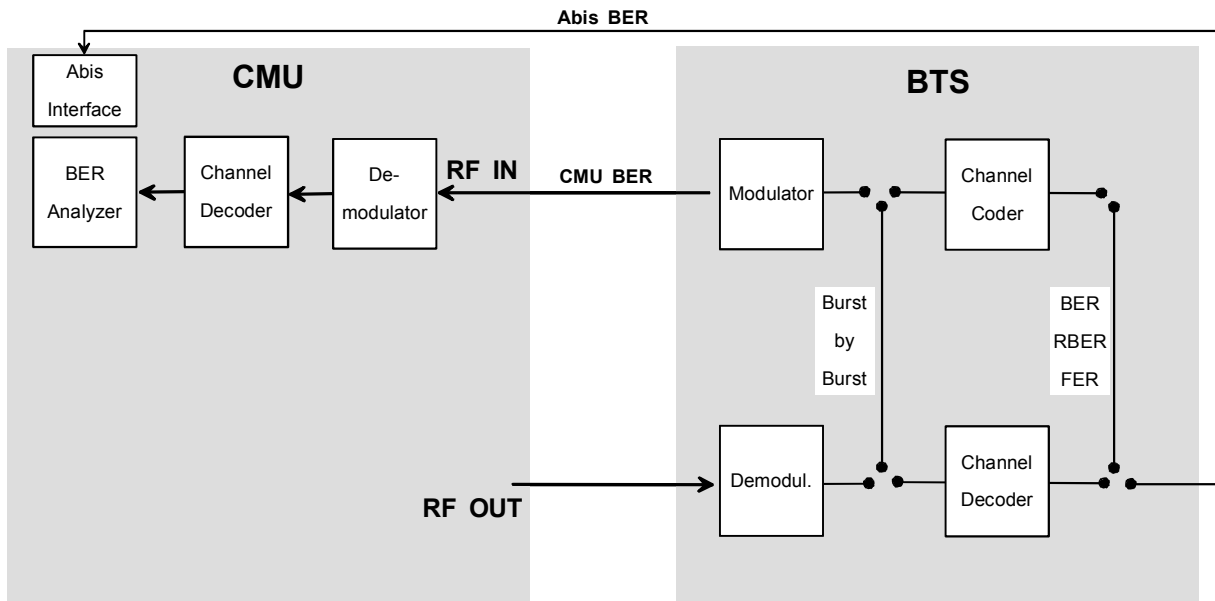 Abis BER
CMU
BTS
Abis
Interface
BER
Analyzer
Channel
Decoder
De-
modulator
RF IN
CMU BER
Modulator
Channel
Coder
Burst
by
Burst
BER
RBER
FER
RF OUT
Demodul.
Channel
Decoder